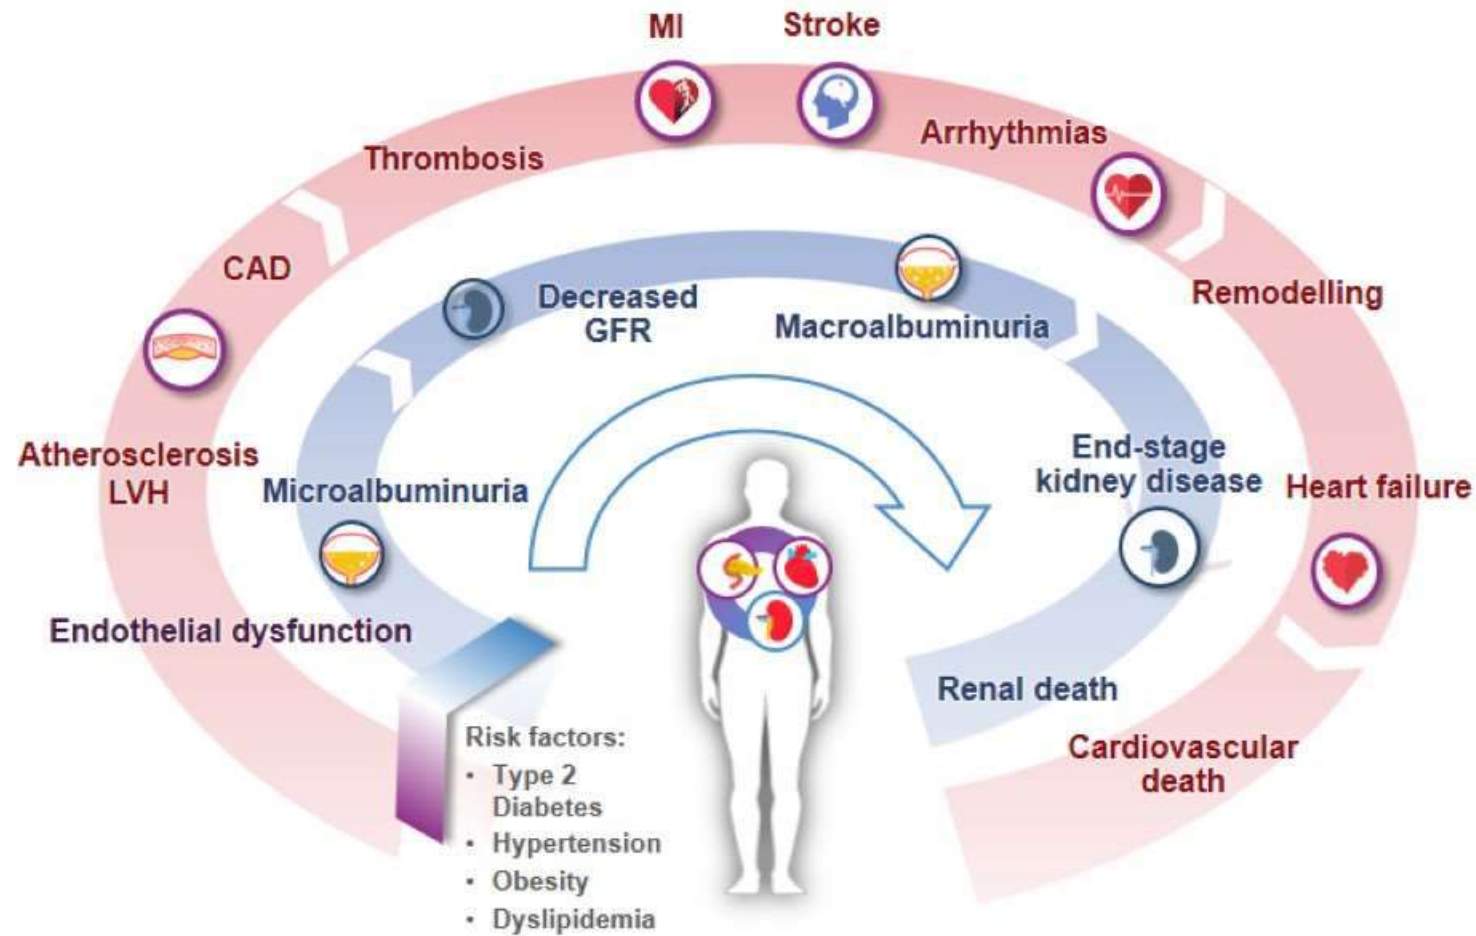 MI
Stroke
Arrhythmias
Thrombosis
CAD
Remodelling
Decreased
GFR
Macroalbuminuria
Atherosclerosis
LVH
Microalbuminuria
End-stage
kidney disease
Heart failure
Endothelial dysfunction
Renal death
Cardiovascular
death
Risk factors:
• Type 2
Diabetes
• Hypertension
• Obesity
• Dyslipidemia